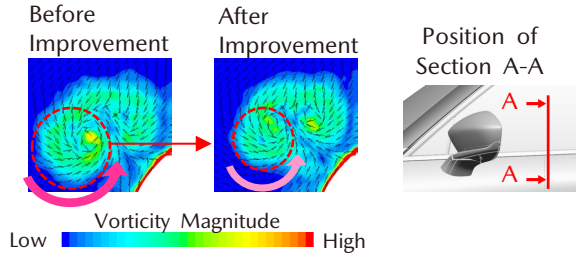 Before
Improvement
After
Improvement
Position of
Section A-A
A
A
Vorticity Magnitude
Low
High